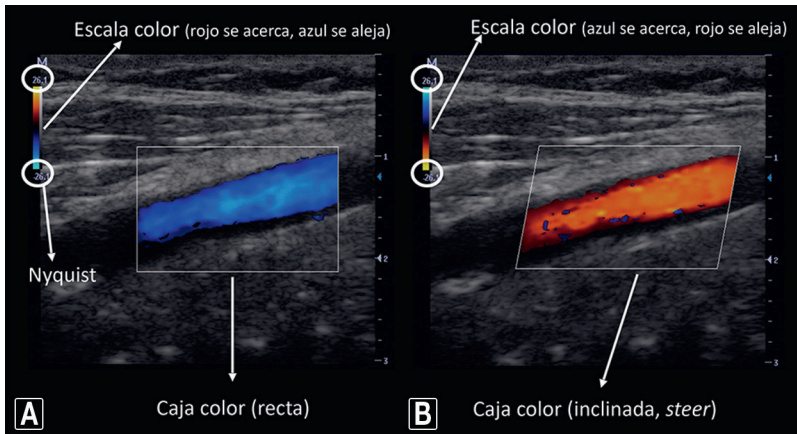 Escala color (rojo se acerca, azul se aleja)
M
26,1
-26,1
1
2
3
Nyquist
Caja color (recta)
A
Escala color (azul se acerca, rojo se aleja)
M
26,1
-26,1
1
2
3
Caja color (inclinada, steer)
B